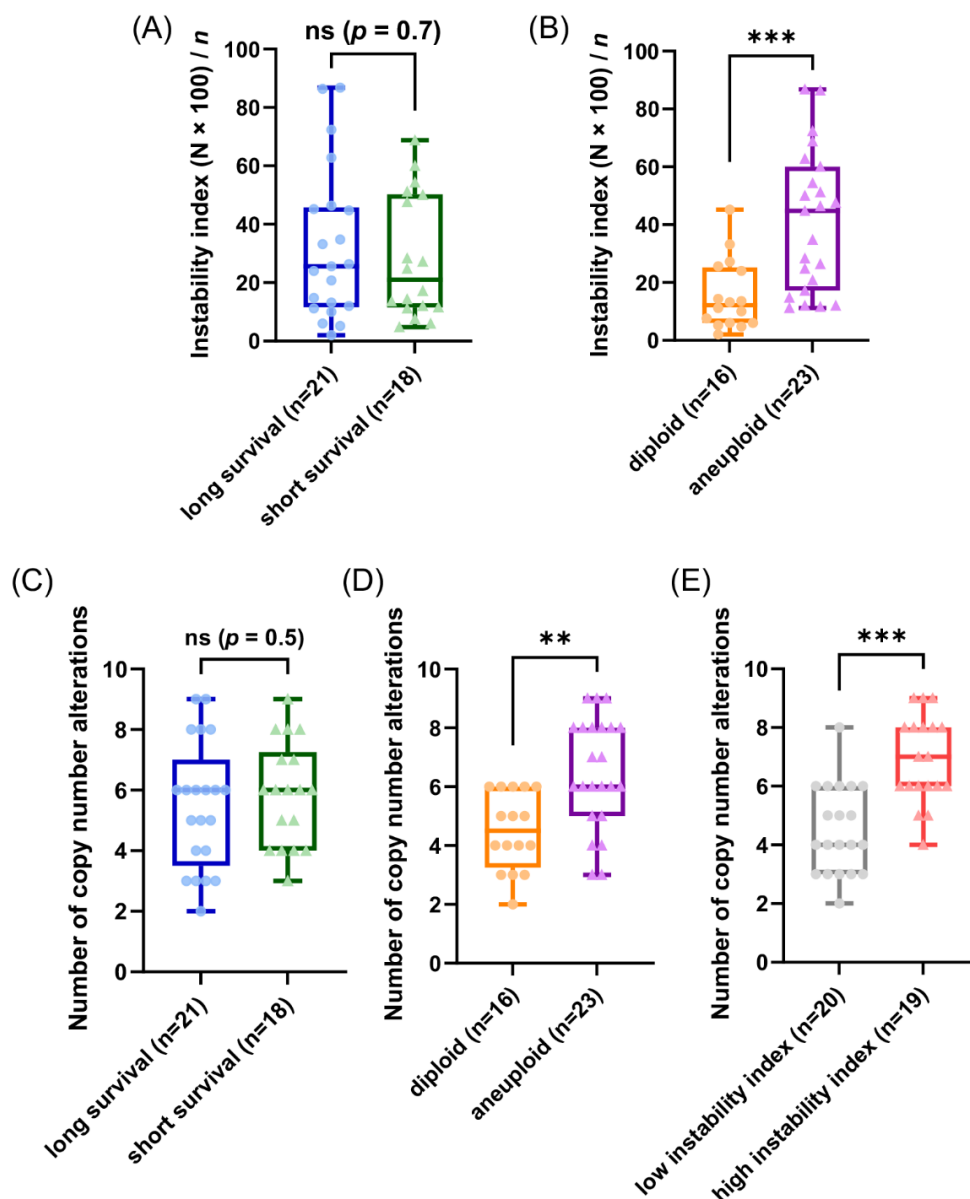 (A)
ns (p = 0.7)
Instability index (N × 100) / n
100
80
60
40
20
0
long survival (n=21)
short survival (n=18)
(B)
***
Instability index (N × 100) / n
100
80
60
40
20
0
diploid (n=16)
aneuploid (n=23)
(C)
ns (p = 0.5)
Number of copy number alterations
10
8
6
4
2
0
long survival (n=21)
short survival (n=18)
(D)
**
Number of copy number alterations
10
8
6
4
2
0
diploid (n=16)
aneuploid (n=23)
(E)
***
Number of copy number alterations
10
8
6
4
2
0
low instability index (n=20)
high instability index (n=19)